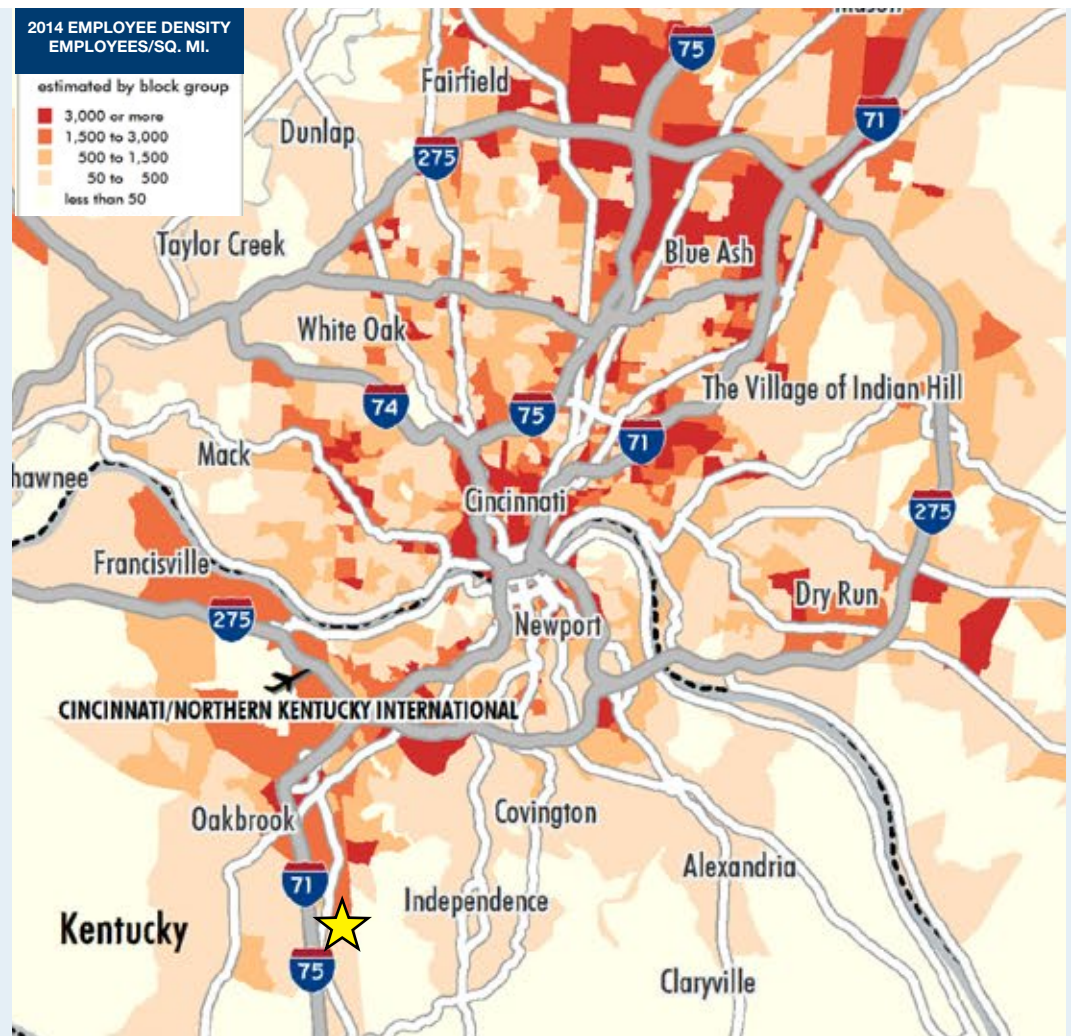 2014 EMPLOYEE DENSITY
EMPLOYEES/SQ. MI.
estimated by block group
3,000 or more
1,500 to 3,000
500 to 1,500
50 to 500
less than 50
75
Fairfield
71
Dunlap
275
Taylor Creek
Blue Ash
White Oak
The Village of Indian Hill
74
75
71
Mack
hawnee
Cincinnati
275
Francisville
Dry Run
275
Newport
CINCINNATI/NORTHERN KENTUCKY INTERNATIONAL
Oakbrook
Covington
Alexandria
71
Independence
Kentucky
75
Claryville